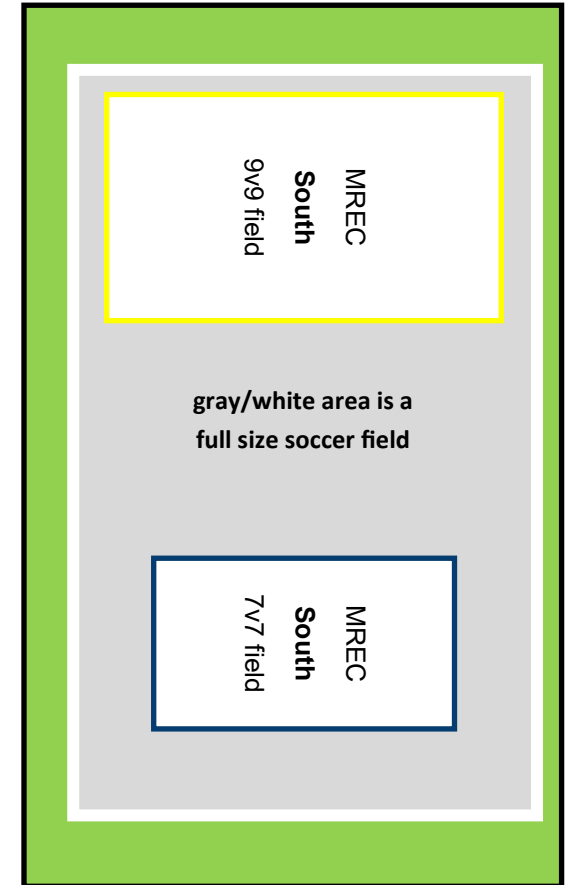 MREC
South
9v9 field
gray/white area is a
full size soccer field
MREC
South
7v7 field